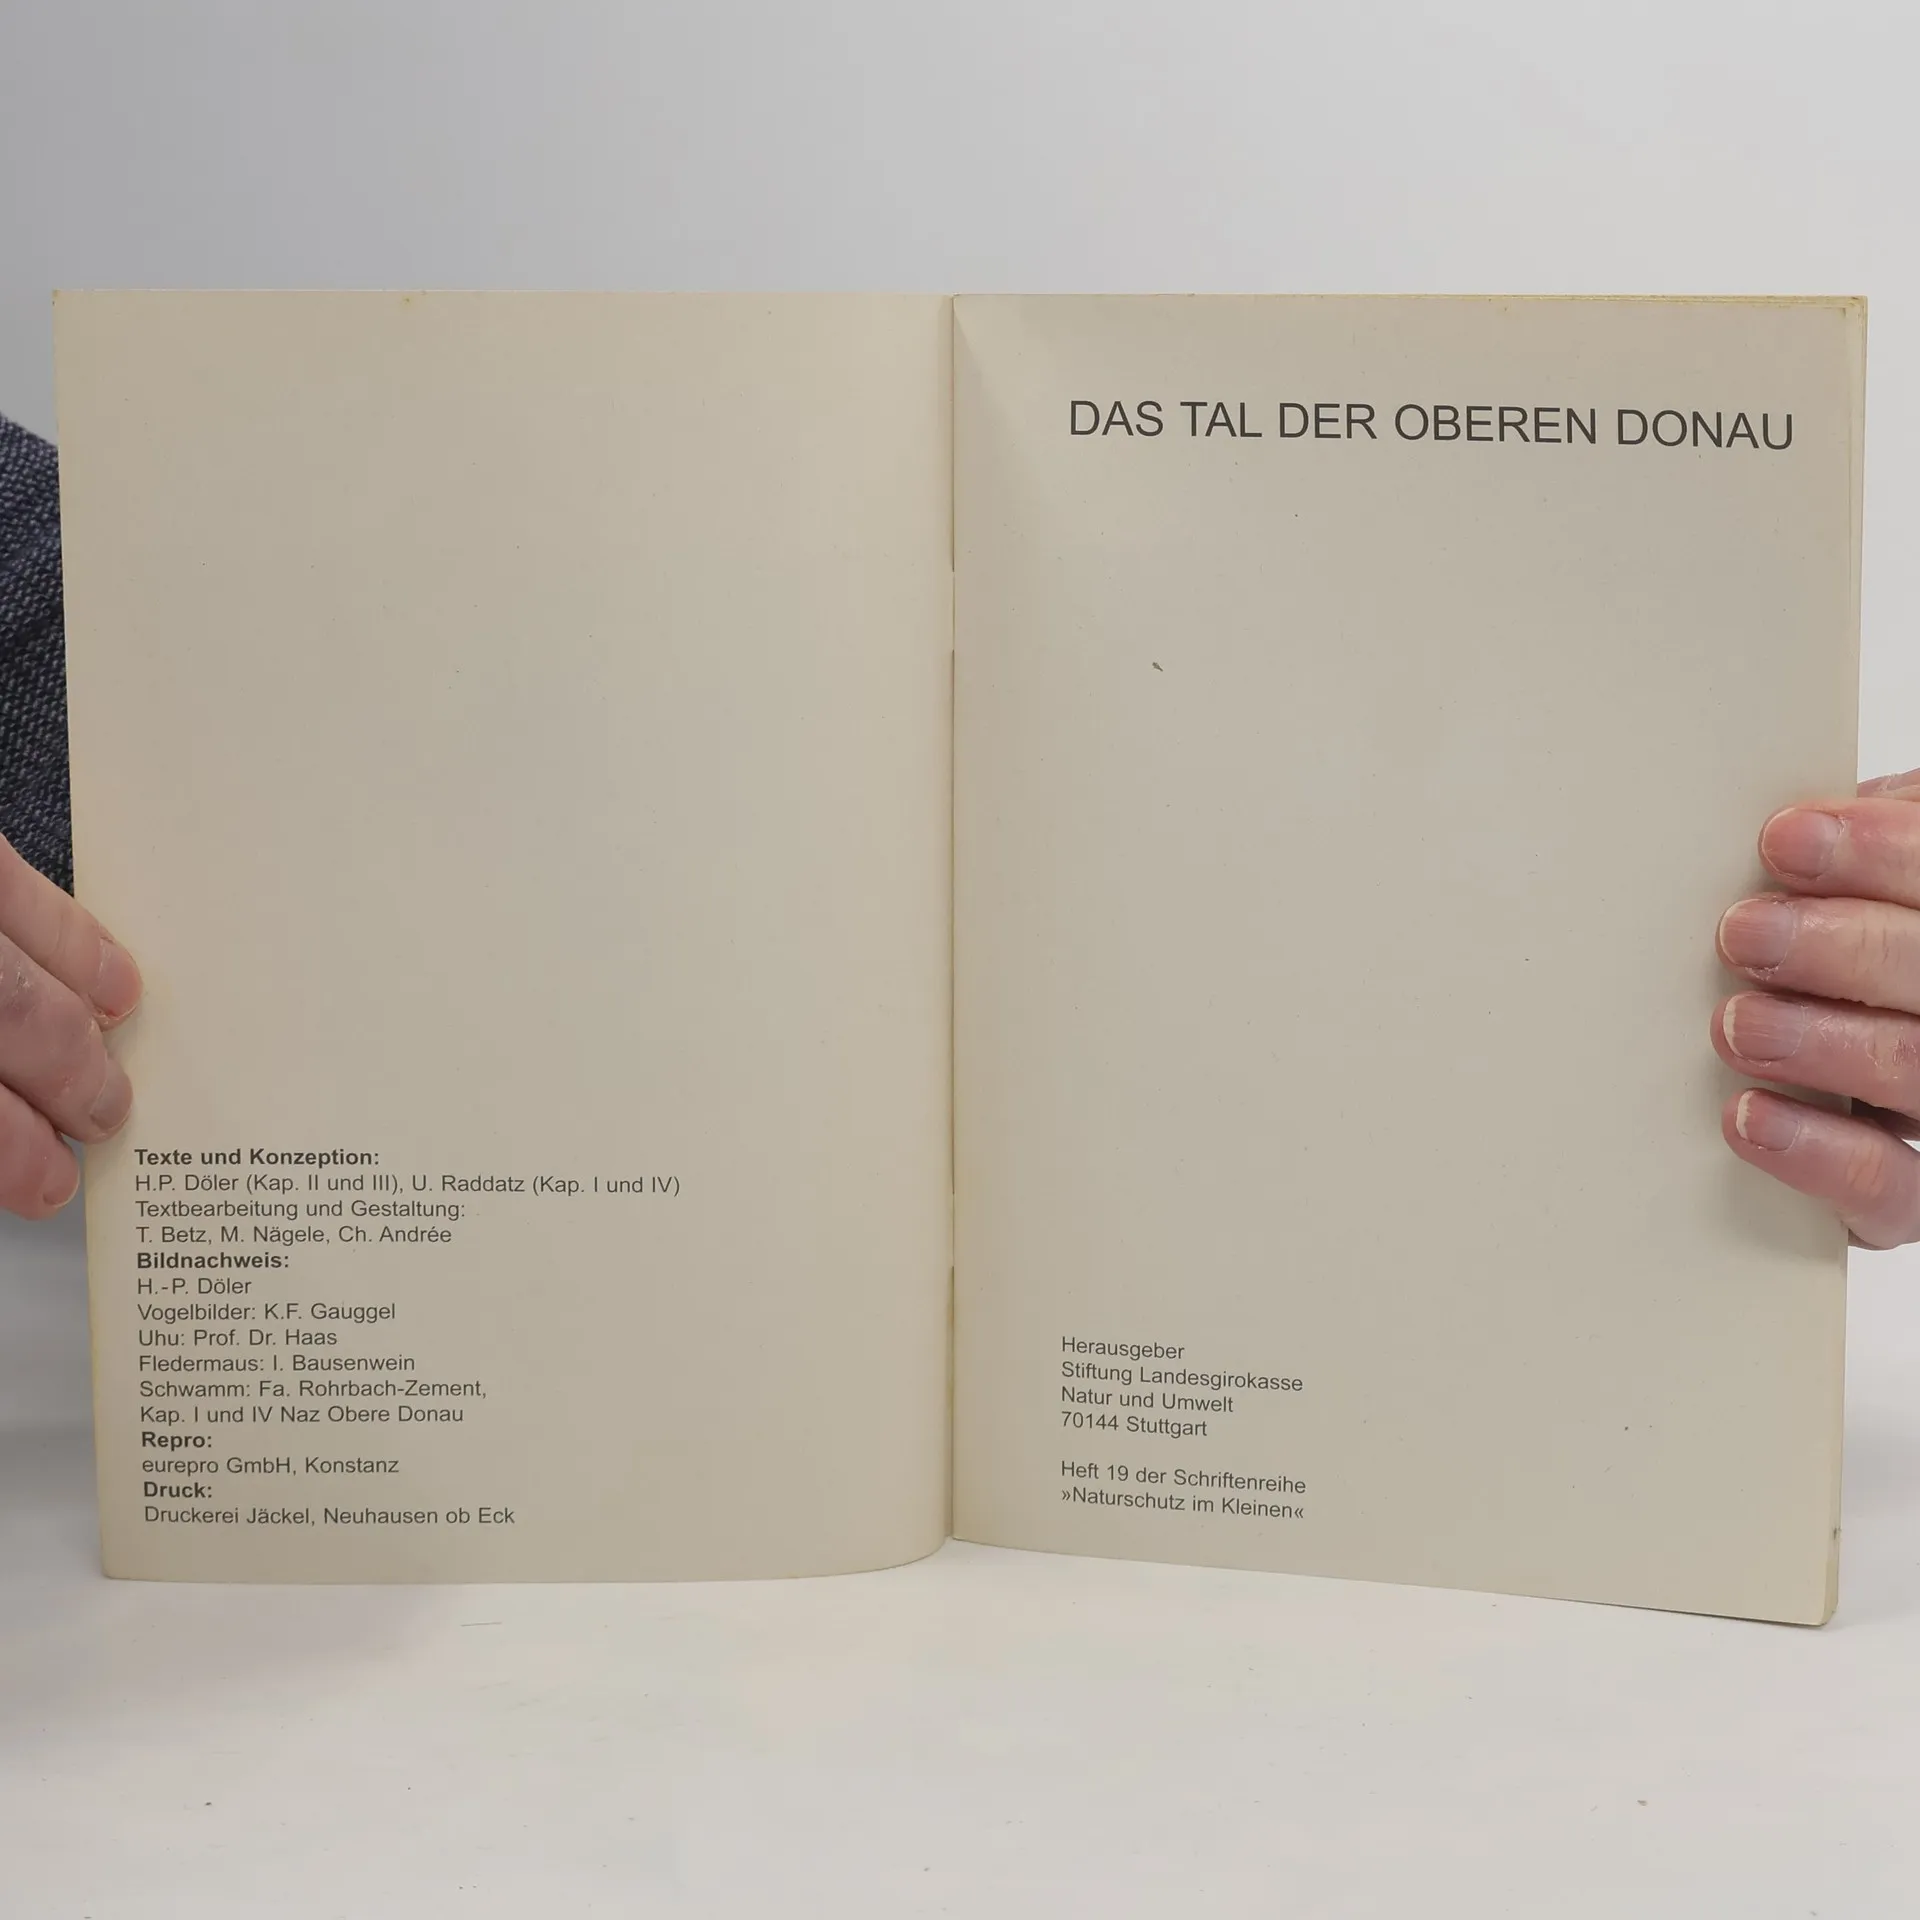 Texte und Konzeption:
H.P. Döler (Kap. II und III), U. Raddatz (Kap. I und IV)
Textbearbeitung und Gestaltung:
T. Betz, M. Nägele, Ch. Andrée
Bildnachweis:
H.-P. Döler
Vogelbilder: K.F. Gauggel
Uhu: Prof. Dr. Haas
Fledermaus: I. Bausenwein
Schwamm: Fa. Rohrbach-Zement,
Kap. I und IV Naz Obere Donau
Repro:
eurepro GmbH, Konstanz
Druck:
Druckerei Jäckel, Neuhausen ob Eck
DAS TAL DER OBEREN DONAU
Herausgeber
Stiftung Landesgirokasse
Natur und Umwelt
70144 Stuttgart
Heft 19 der Schriftenreihe
»Naturschutz im Kleinen«